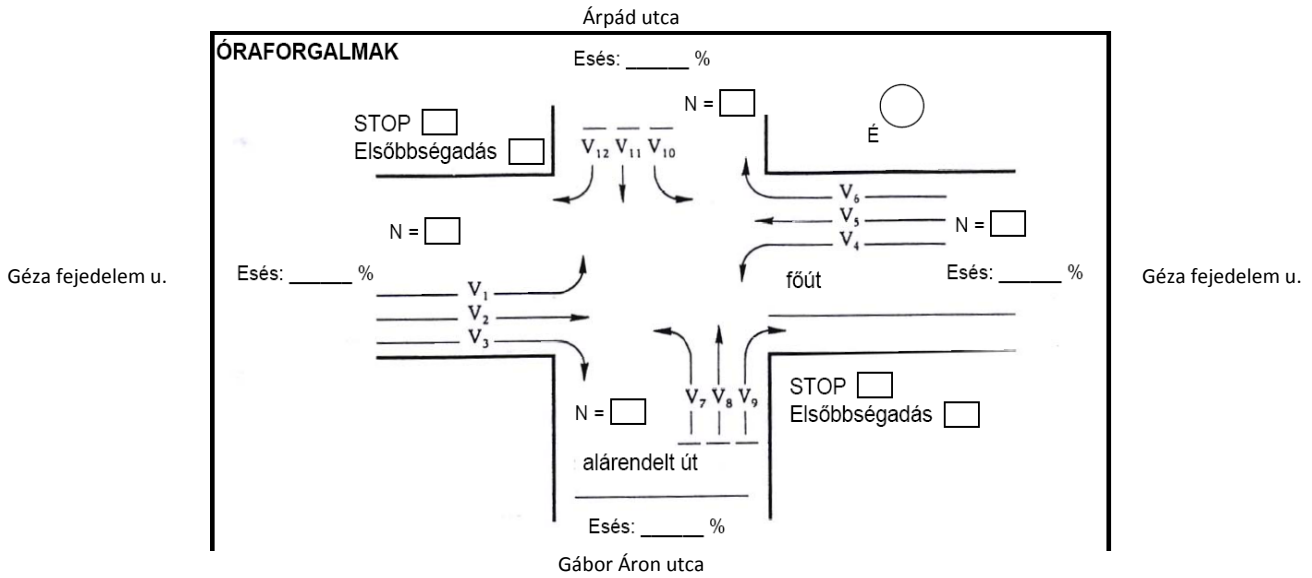 Árpád utca
ÓRAFORGALMAK
Esés: ______ %
N =
STOP
É
Elsőbbségadás
V12 V11 V10
V6
N =
V5
N =
V4
Géza fejedelem u.
Esés: ______ %
főút
Esés: ______ %
Géza fejedelem u.
V1
V2
V3
STOP
N =
V7 V8 V9
Elsőbbségadás
alárendelt út
Esés: ______ %
Gábor Áron utca